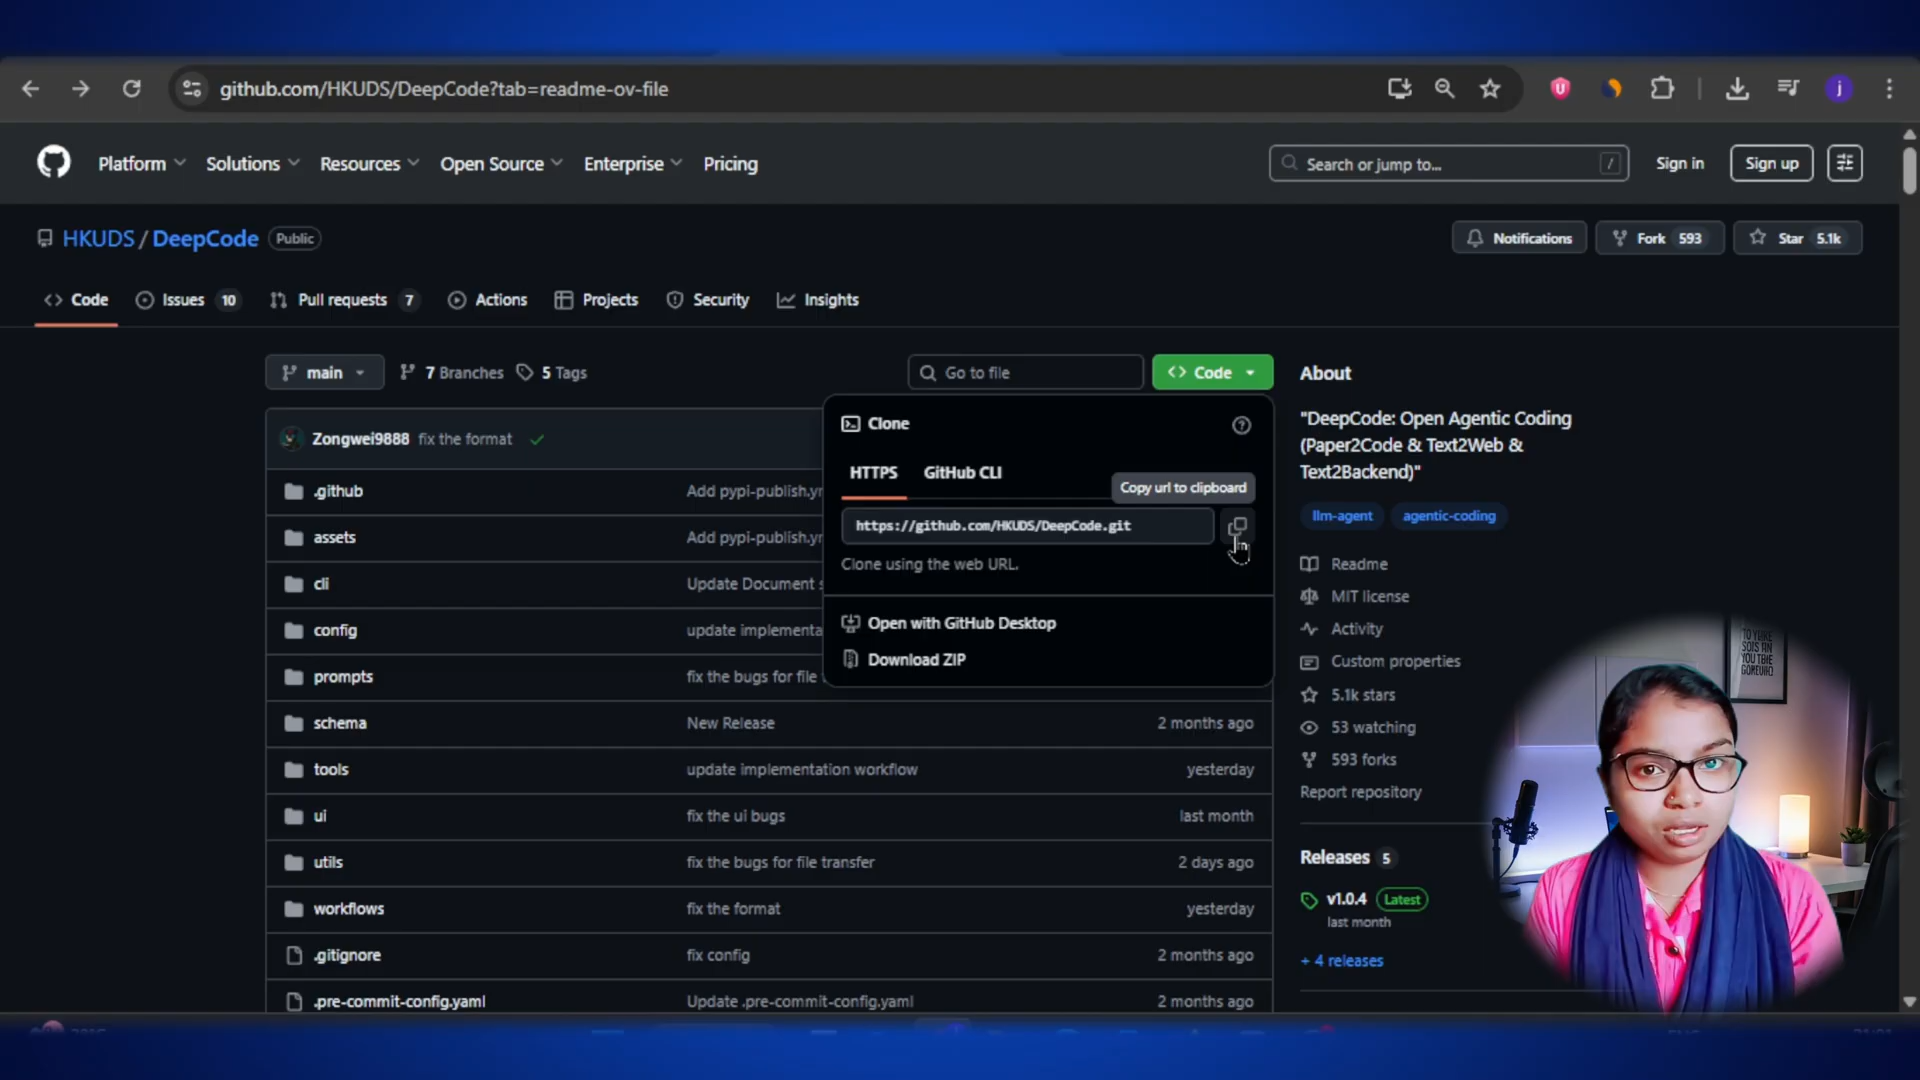 github.com/HKUDS/DeepCode?tab=readme-ov-file
Platform Solutions Resources Open Source Enterprise Pricing
Search or jump to... / Sign in Sign up
HKUDS / DeepCode Public
Notifications Fork 593 Star 5.1k
Code Issues 10 Pull requests 7 Actions Projects Security Insights
main 7 Branches 5 Tags Go to file Code
Zongwei9888 fix the format
.github Add pypi-publish.yr
assets Add pypi-publish.yr
cli Update Document s
config update implementa
prompts fix the bugs for file
schema New Release 2 months ago
tools update implementation workflow yesterday
ui fix the ui bugs last month
utils fix the bugs for file transfer 2 days ago
workflows fix the format yesterday
.gitignore fix config 2 months ago
.pre-commit-config.yaml Update .pre-commit-config.yaml 2 months ago
Clone
HTTPS GitHub CLI
Copy url to clipboard
https://github.com/HKUDS/DeepCode.git
Clone using the web URL.
Open with GitHub Desktop
Download ZIP
About
"DeepCode: Open Agentic Coding
(Paper2Code & Text2Web &
Text2Backend)"
llm-agent agentic-coding
Readme
MIT license
Activity
Custom properties
5.1k stars
53 watching
593 forks
Report repository
Releases 5
v1.0.4 Latest
last month
+ 4 releases